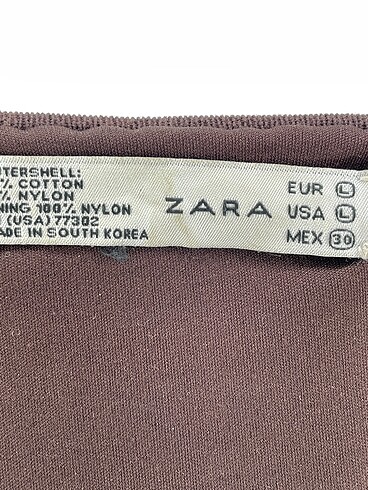 UTERSHELL:
% COTTON
% NYLON
NING 100% NYLON
(USA) 77302
ADE IN SOUTH KOREA
ZARA
EUR L
USA L
MEX 30